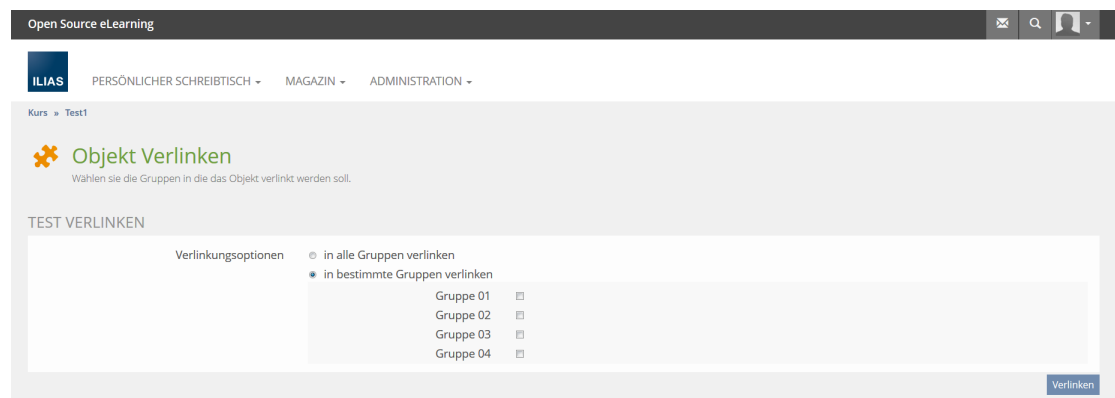 Open Source eLearning
ILIAS PERSÖNLICHER SCHREIBTISCH MAGAZIN ADMINISTRATION
Kurs » Test1
Objekt Verlinken
Wählen sie die Gruppen in die das Objekt verlinkt werden soll.
TEST VERLINKEN
Verlinkungsoptionen in alle Gruppen verlinken
in bestimmte Gruppen verlinken
Gruppe 01
Gruppe 02
Gruppe 03
Gruppe 04
Verlinken